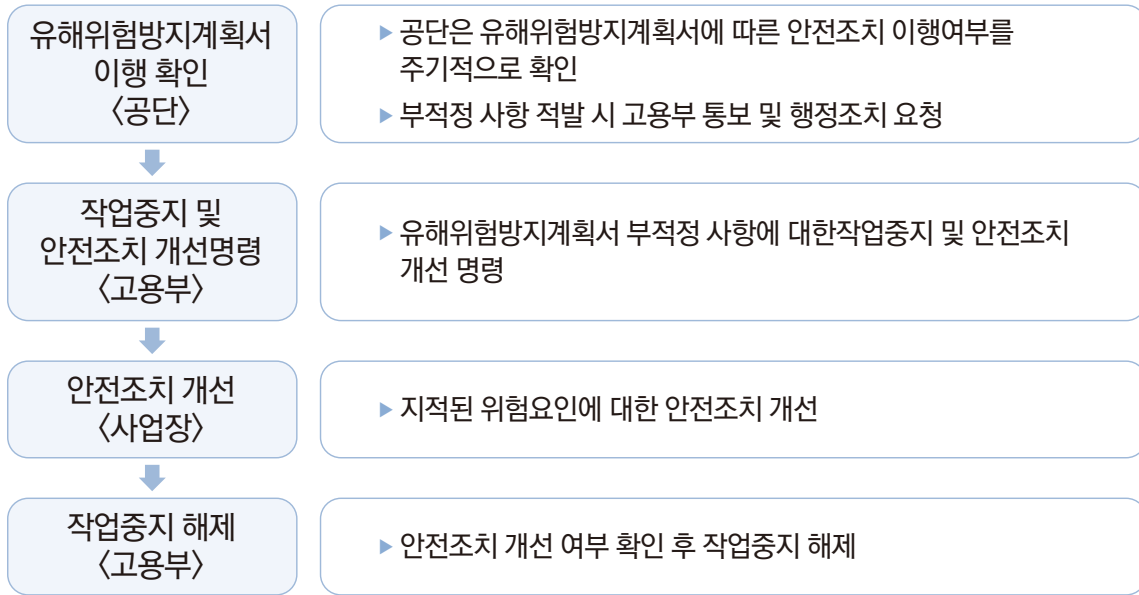 유해위험방지계획서
이행 확인
〈공단〉
▶ 공단은 유해위험방지계획서에 따른 안전조치 이행여부를
주기적으로 확인
▶ 부적정 사항 적발 시 고용부 통보 및 행정조치 요청
작업중지 및
안전조치 개선명령
〈고용부〉
▶ 유해위험방지계획서 부적정 사항에 대한작업중지 및 안전조치
개선 명령
안전조치 개선
〈사업장〉
▶ 지적된 위험요인에 대한 안전조치 개선
작업중지 해제
〈고용부〉
▶ 안전조치 개선 여부 확인 후 작업중지 해제